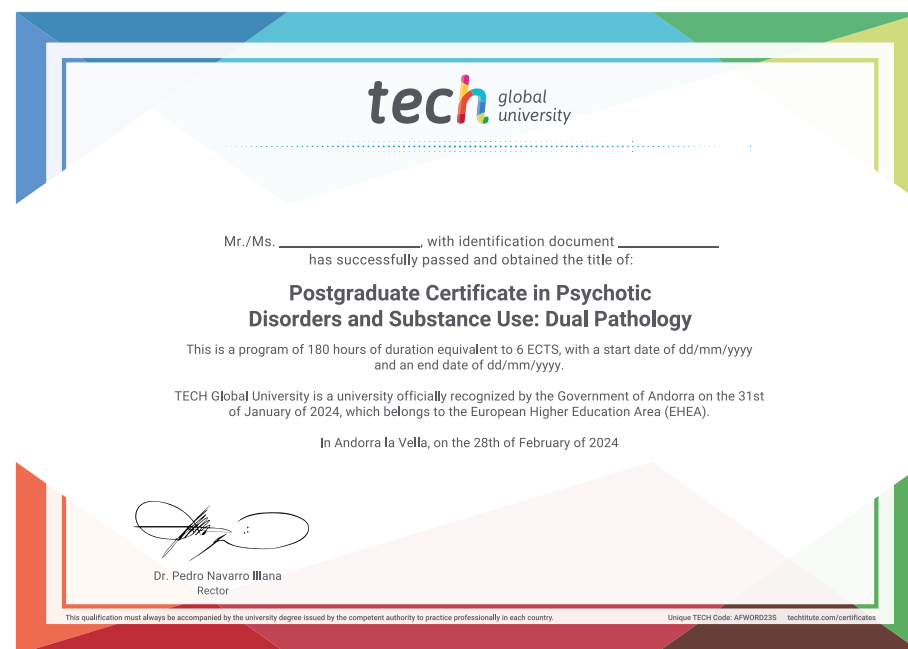 tech global
university
Mr./Ms. ____________________, with identification document ______________
has successfully passed and obtained the title of:
Postgraduate Certificate in Psychotic
Disorders and Substance Use: Dual Pathology
This is a program of 180 hours of duration equivalent to 6 ECTS, with a start date of dd/mm/yyyy
and an end date of dd/mm/yyyy.
TECH Global University is a university officially recognized by the Government of Andorra on the 31st
of January of 2024, which belongs to the European Higher Education Area (EHEA).
In Andorra la Vella, on the 28th of February of 2024
Dr. Pedro Navarro Illana
Rector
This qualification must always be accompanied by the university degree issued by the competent authority to practice professionally in each country.
Unique TECH Code: AFWORD23S techtitute.com/certificates